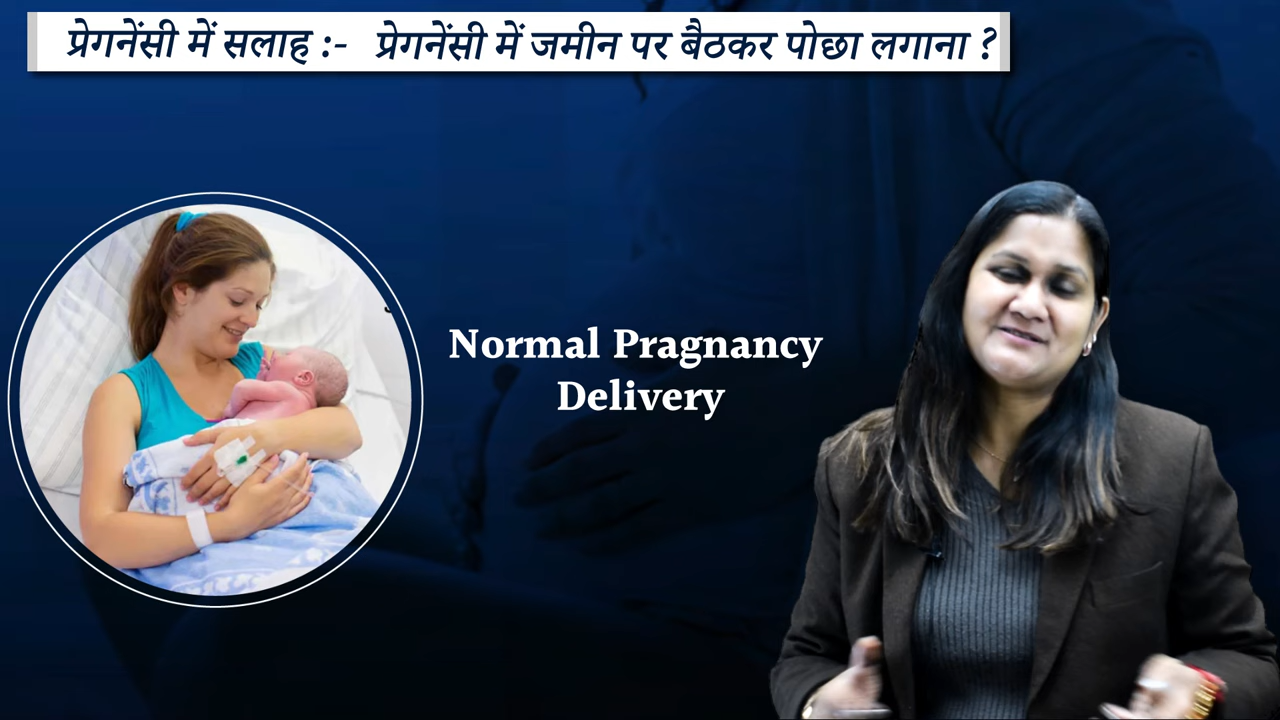 प्रेगनेंसी में सलाह :- प्रेगनेंसी में जमीन पर बैठकर पोछा लगाना ?
Normal Pragnancy
Delivery